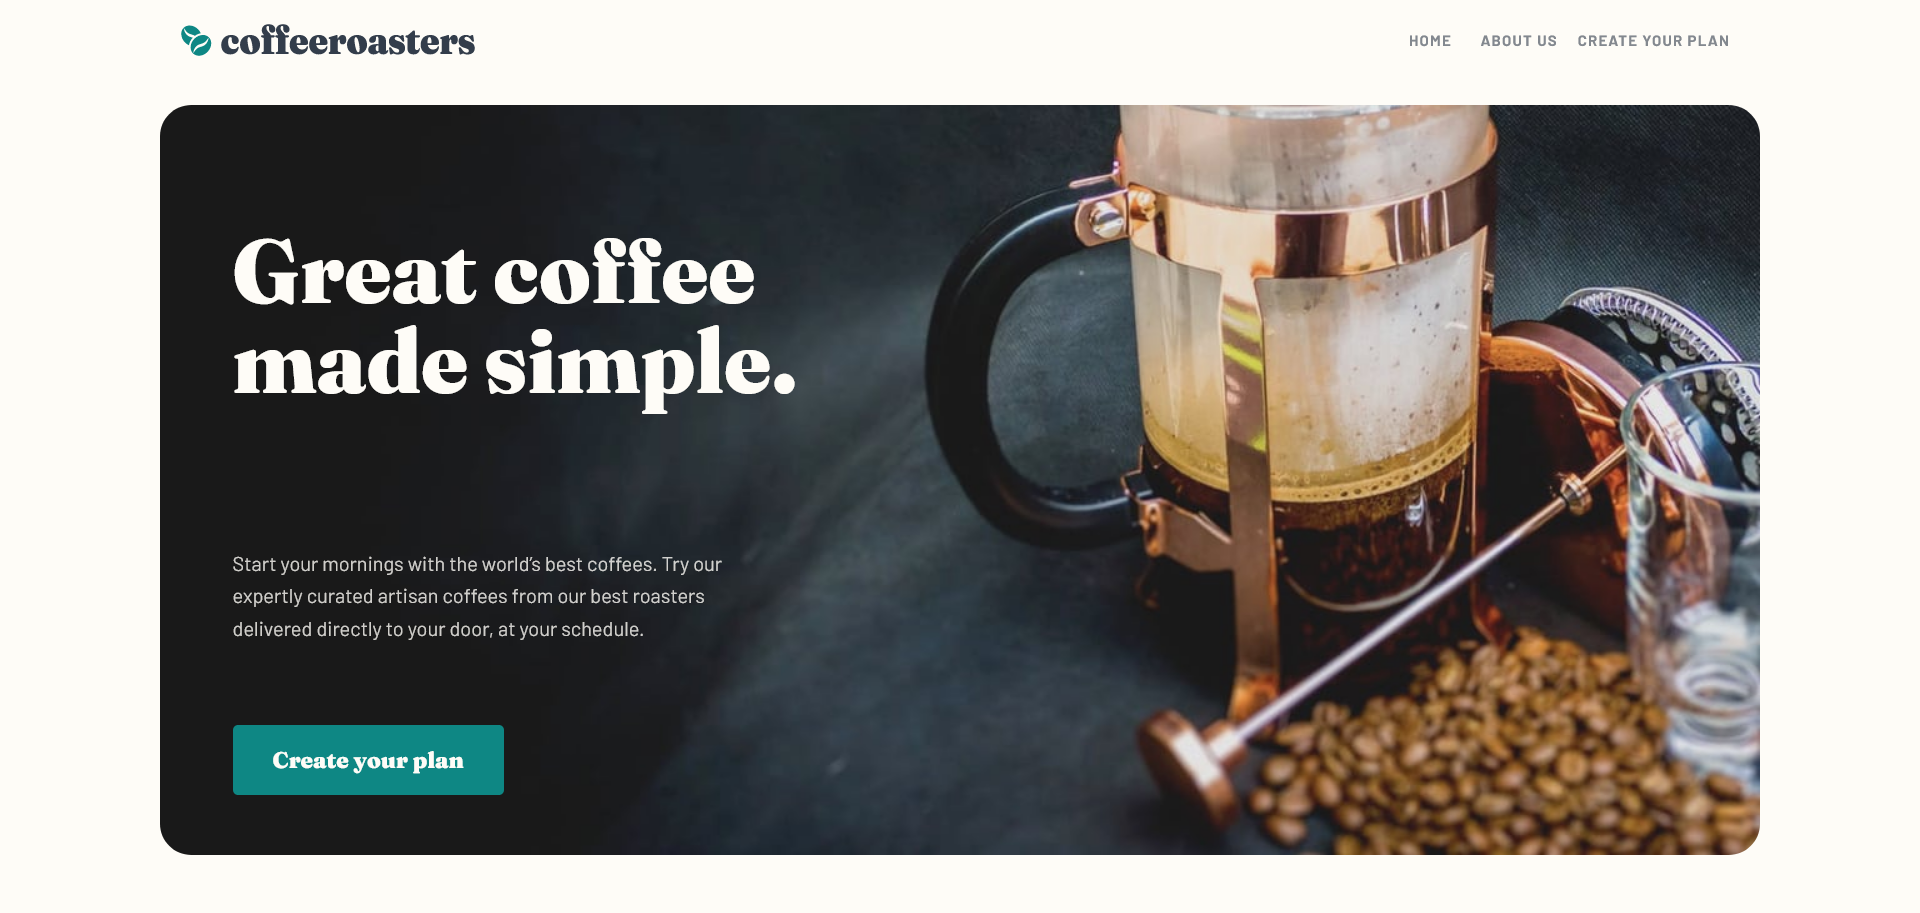 coffeeroasters
HOME ABOUT US CREATE YOUR PLAN
Great coffee
made simple.
Start your mornings with the world’s best coffees. Try our
expertly curated artisan coffees from our best roasters
delivered directly to your door, at your schedule.
Create your plan